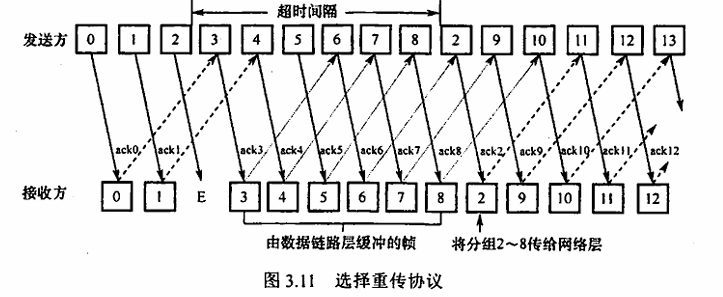 超时间隔
发送方 0 1 2 3 4 5 6 7 8 2 9 10 11 12 13
ack0 ack1 ack3 ack4 ack5 ack6 ack7 ack8 ack2 ack9 ack10 ack11 ack12
接收方 0 1 E 3 4 5 6 7 8 2 9 10 11 12
由数据链路层缓冲的帧 将分组2～8传给网络层
图 3.11 选择重传协议